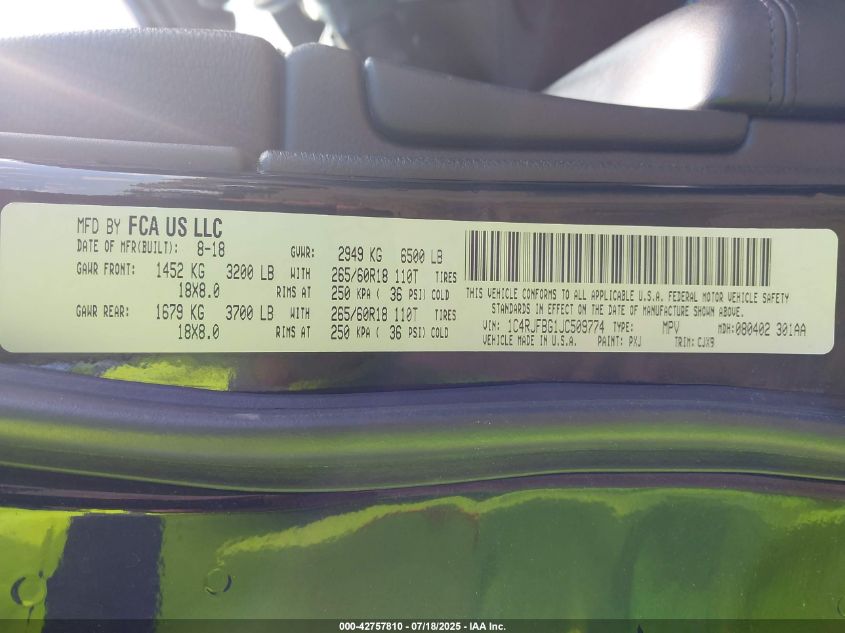 MFD BY FCA US LLC
DATE OF MFR(BUILT): 8-18 GVWR: 2949 KG 6500 LB
GAWR FRONT: 1452 KG 3200 LB WITH 265/60R18 110T TIRES
18X8.0 RIMS AT 250 KPA ( 36 PSI) COLD
GAWR REAR: 1679 KG 3700 LB WITH 265/60R18 110T TIRES
18X8.0 RIMS AT 250 KPA ( 36 PSI) COLD
THIS VEHICLE CONFORMS TO ALL APPLICABLE U.S.A. FEDERAL MOTOR VEHICLE SAFETY
STANDARDS IN EFFECT ON THE DATE OF MANUFACTURE SHOWN ABOVE.
VIN: 1C4RJFBG1JC509774 TYPE: MPV MDH: 080402 301AA
VEHICLE MADE IN U.S.A. PAINT: PXJ TRIM: CJX9
000-42757810 / 07/18/2025 - IAA Inc.